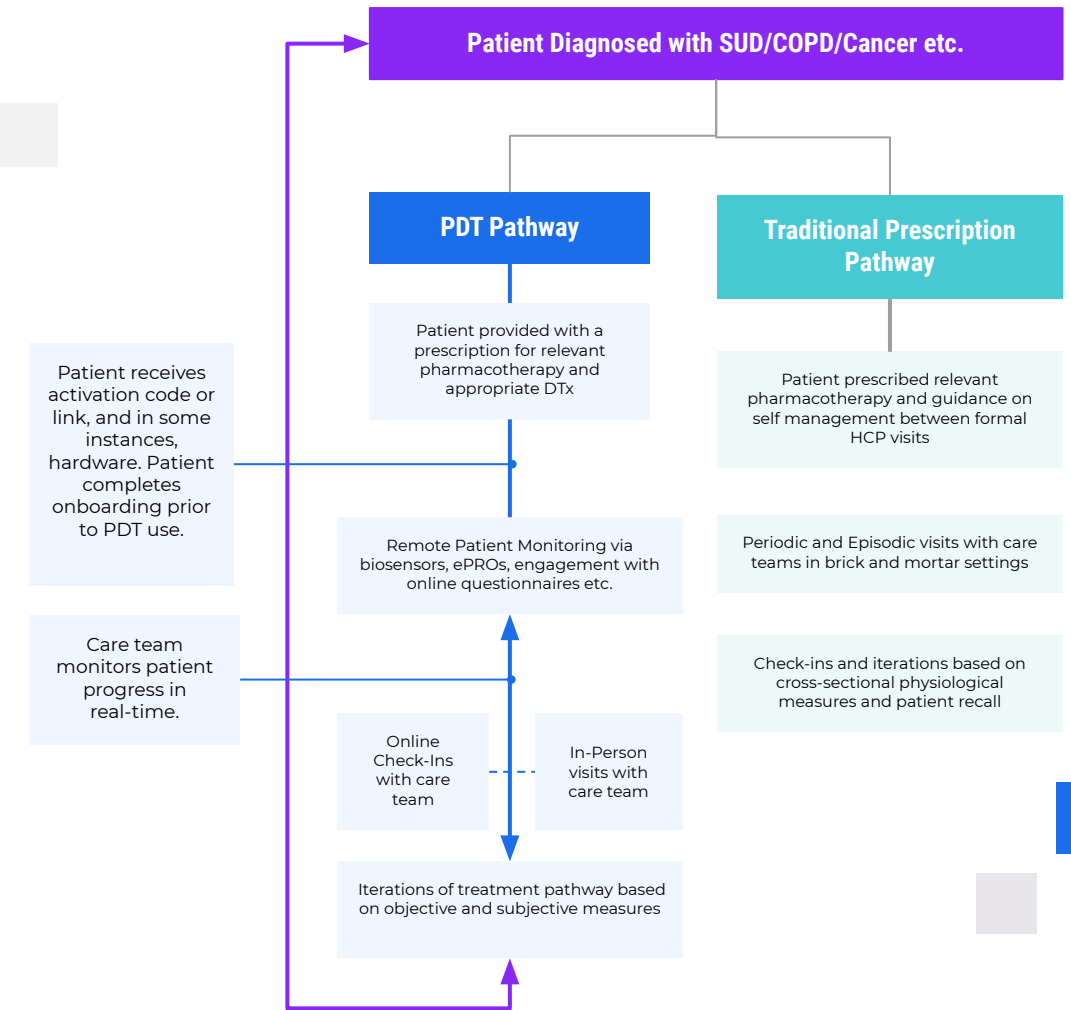 Patient Diagnosed with SUD/COPD/Cancer etc.
PDT Pathway
Traditional Prescription
Pathway
Patient provided with a
prescription for relevant
pharmacotherapy and
appropriate DTx
Patient receives
activation code or
link, and in some
instances,
hardware. Patient
completes
onboarding prior
to PDT use.
Patient prescribed relevant
pharmacotherapy and guidance on
self management between formal
HCP visits
Remote Patient Monitoring via
biosensors, ePROs, engagement with
online questionnaires etc.
Periodic and Episodic visits with care
teams in brick and mortar settings
Care team
monitors patient
progress in
real-time.
Check-ins and iterations based on
cross-sectional physiological
measures and patient recall
Online
Check-Ins
with care
team
In-Person
visits with
care team
Iterations of treatment pathway based
on objective and subjective measures